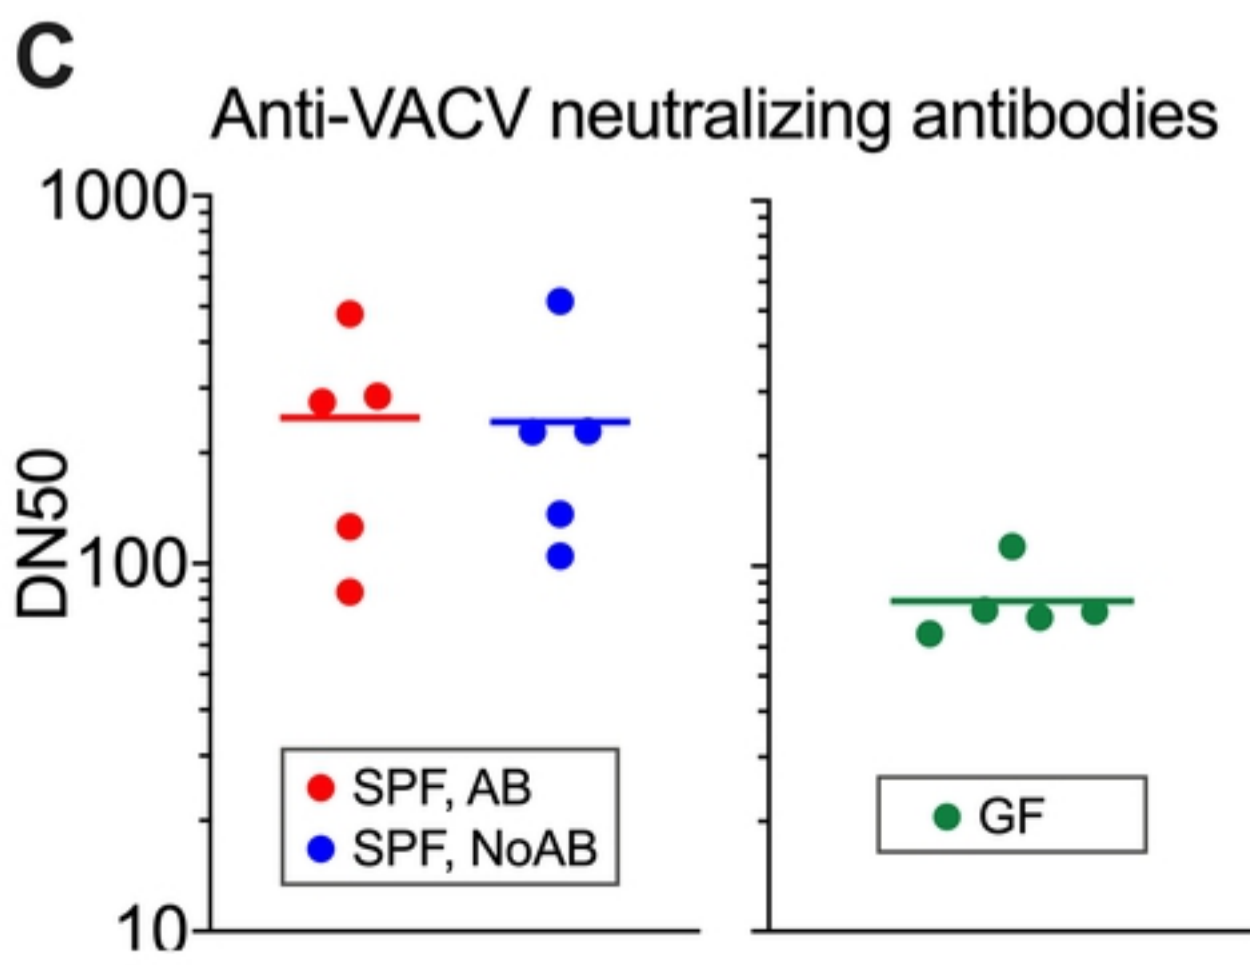 C
Anti-VACV neutralizing antibodies
1000
DN50
100
10
SPF, AB
SPF, NoAB
GF